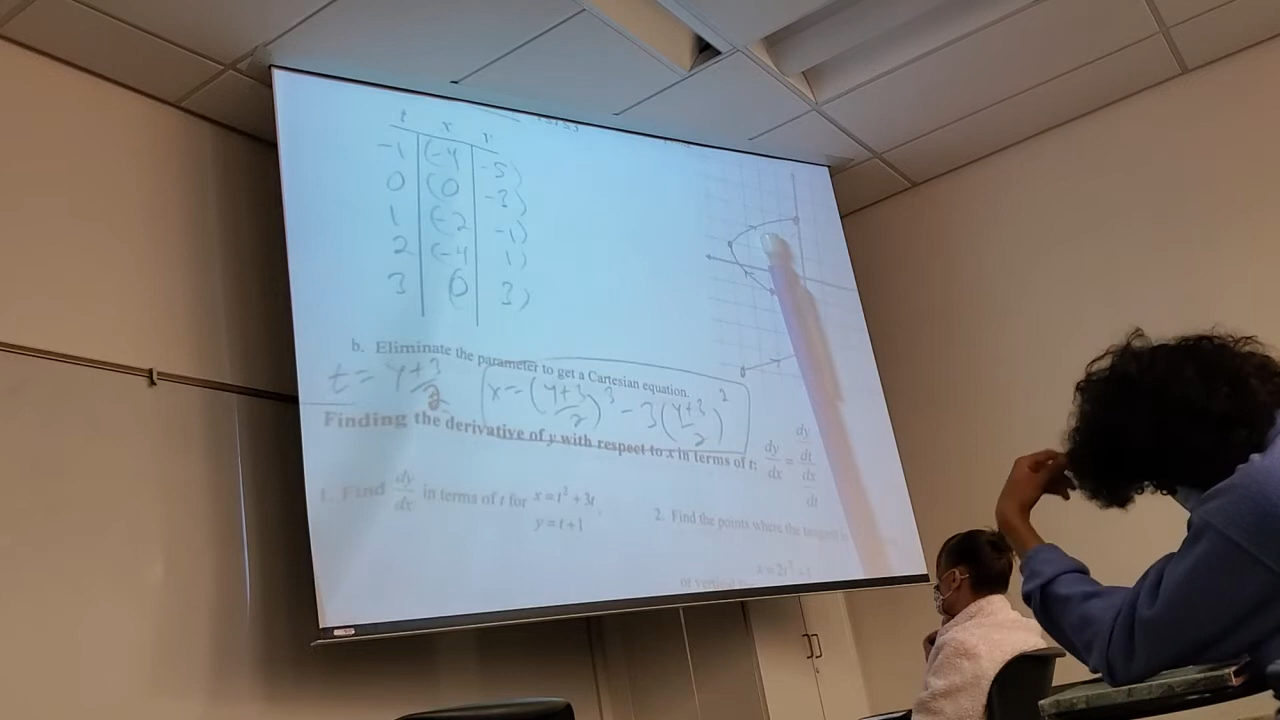 t x y
-1 (-4 -5)
0 (0 -3)
1 (-2 -1)
2 (-4 1)
3 0 3)
b. Eliminate the parameter to get a Cartesian equation.
t = y+3/2 x = (y+3/2)^3 - 3(y+3/2)^2
Finding the derivative of y with respect to x in terms of t: dy/dx = dy/dt / dx/dt
1. Find dy/dx in terms of t for x = t² + 3t
y = t + 1
2. Find the points where the tangent
of